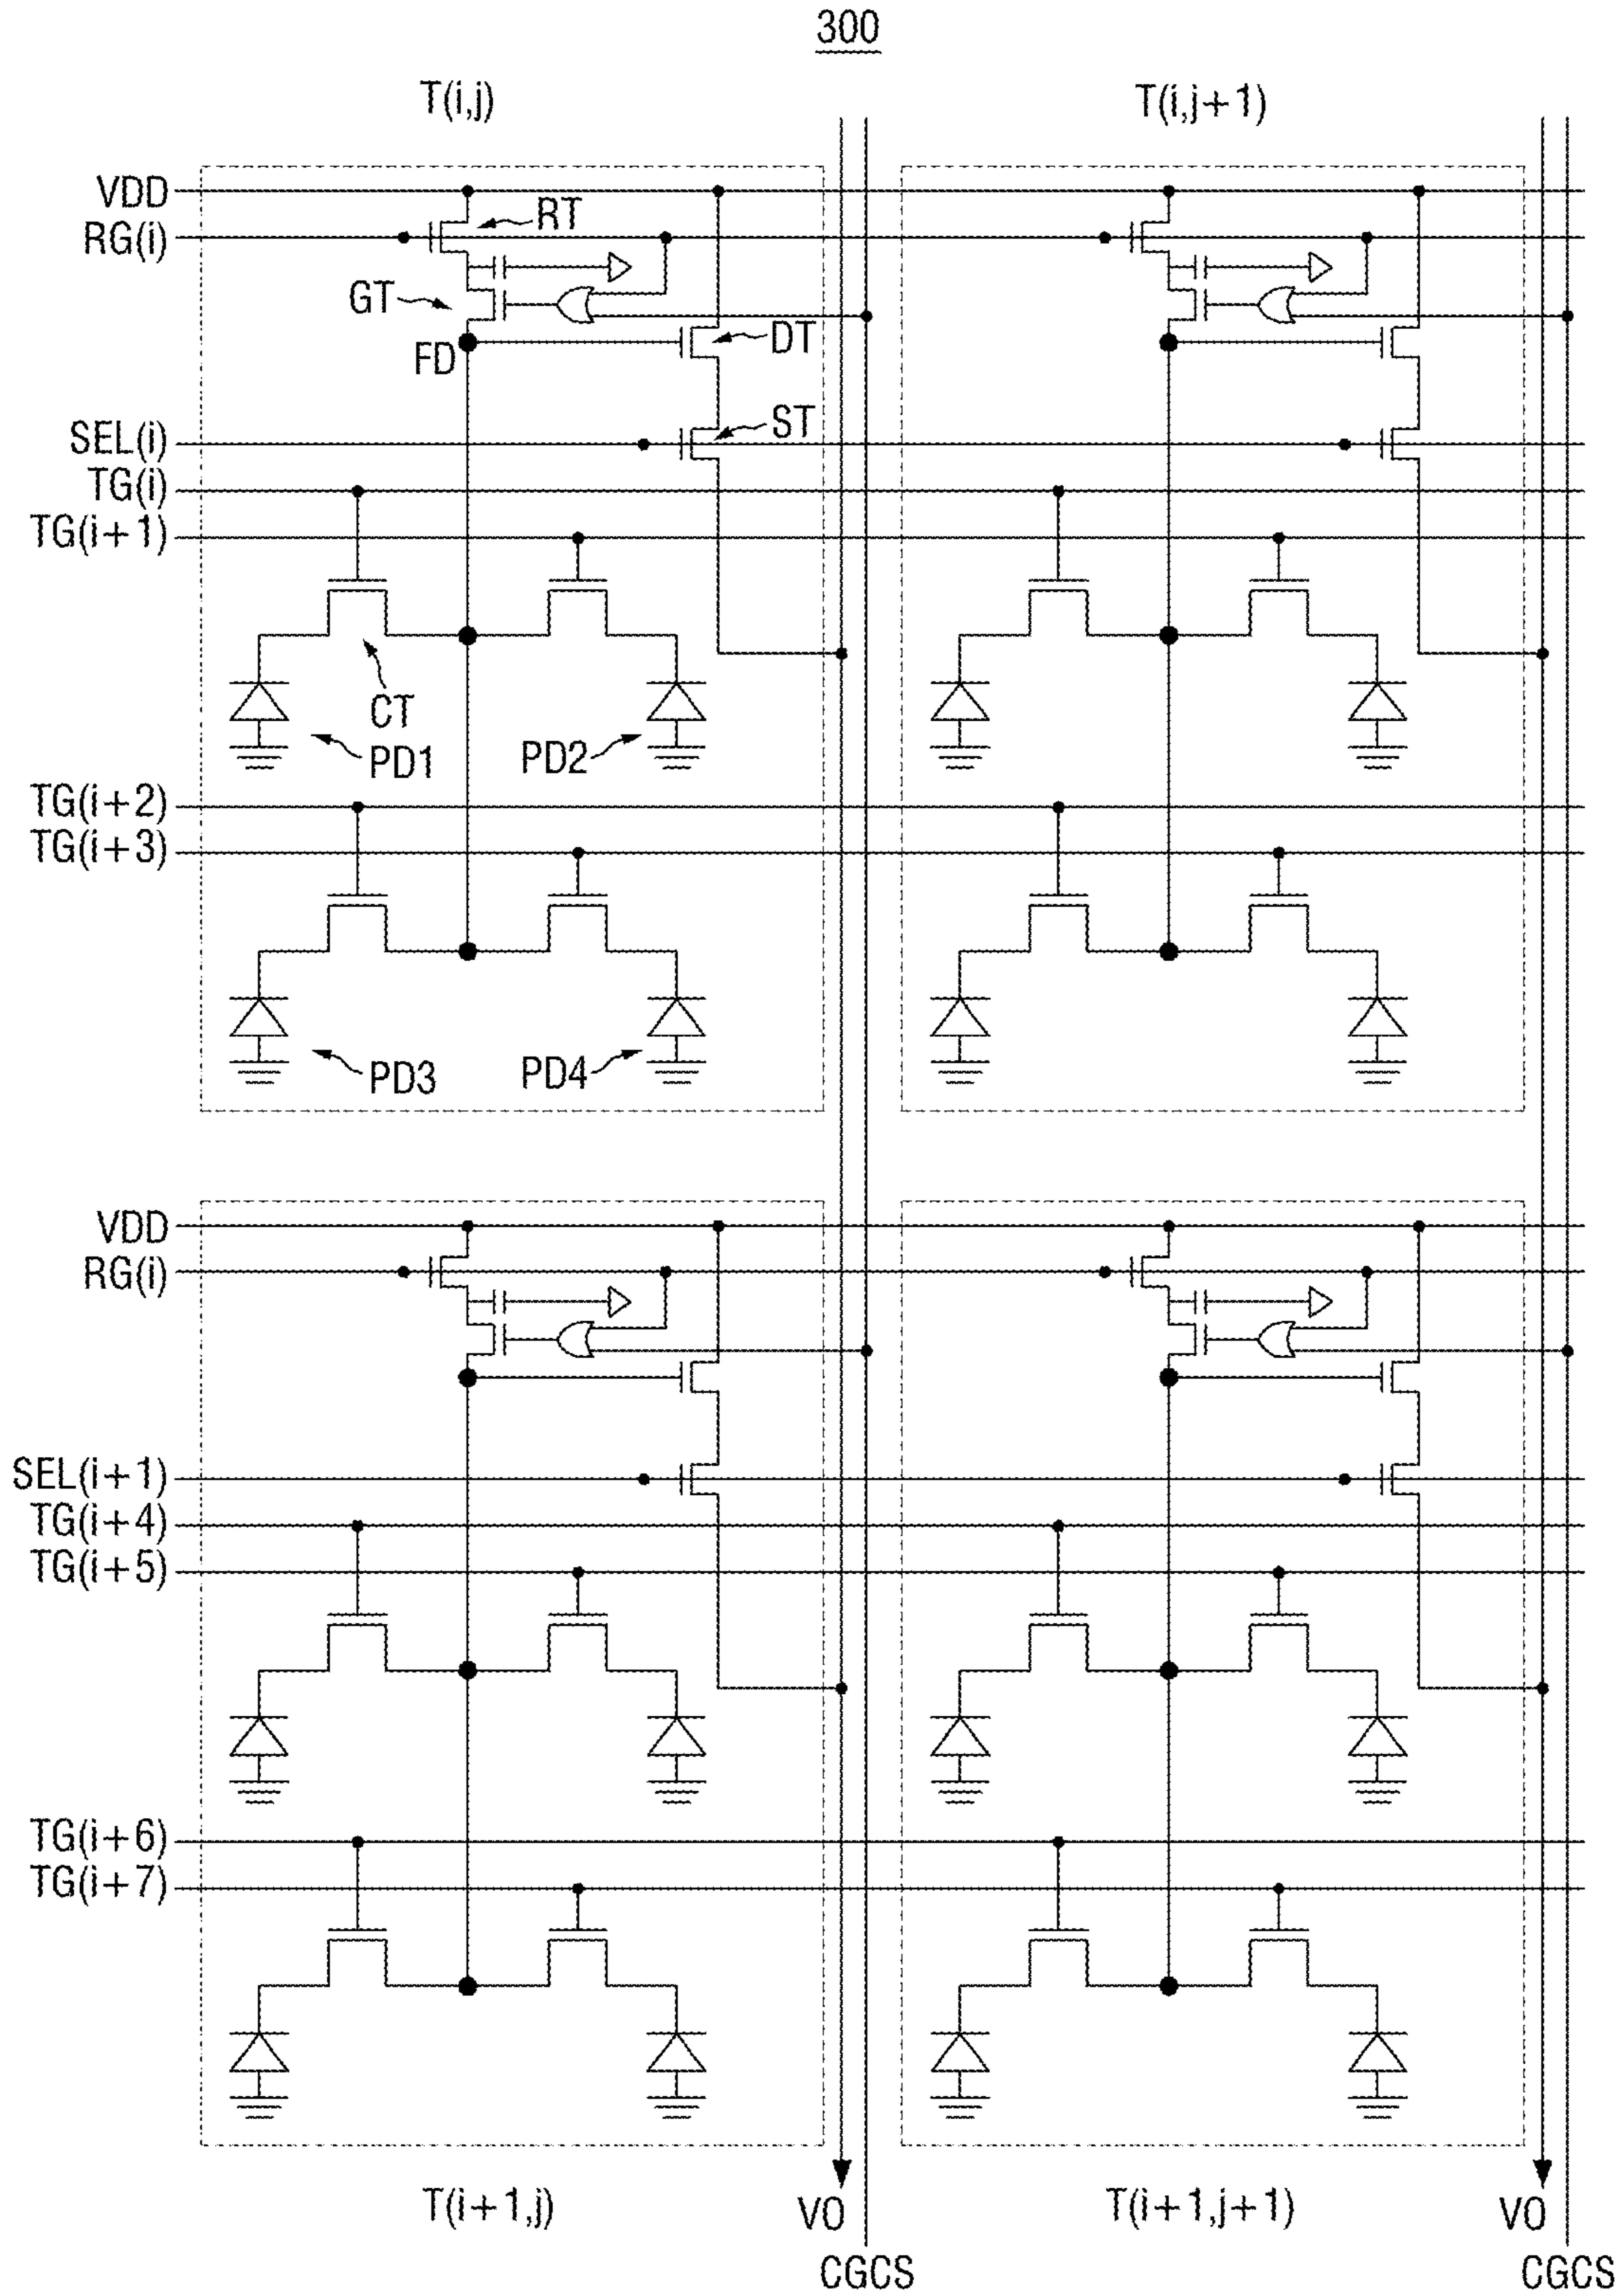 300
T(i,j)
T(i,j+1)
VDD
RG(i)
RT
GT
FD
DT
SEL(i)
ST
TG(i)
TG(i+1)
CT
PD1
PD2
TG(i+2)
TG(i+3)
PD3
PD4
VDD
RG(i)
SEL(i+1)
TG(i+4)
TG(i+5)
TG(i+6)
TG(i+7)
T(i+1,j)
VO
T(i+1,j+1)
VO
CGCS
CGCS